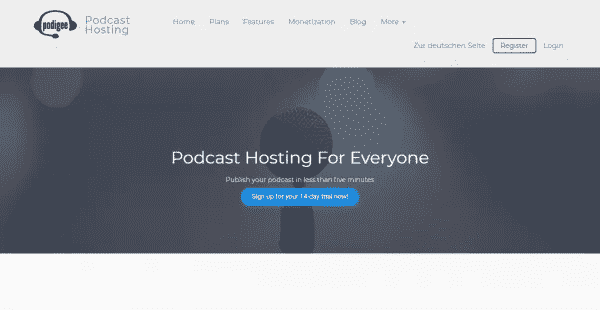 podigee
Podcast
Hosting
Home Plans Features Monetization Blog More
Zur deutschen Seite Register Login
Podcast Hosting For Everyone
Publish your podcast in less than five minutes
Sign up for your 14-day trial now!